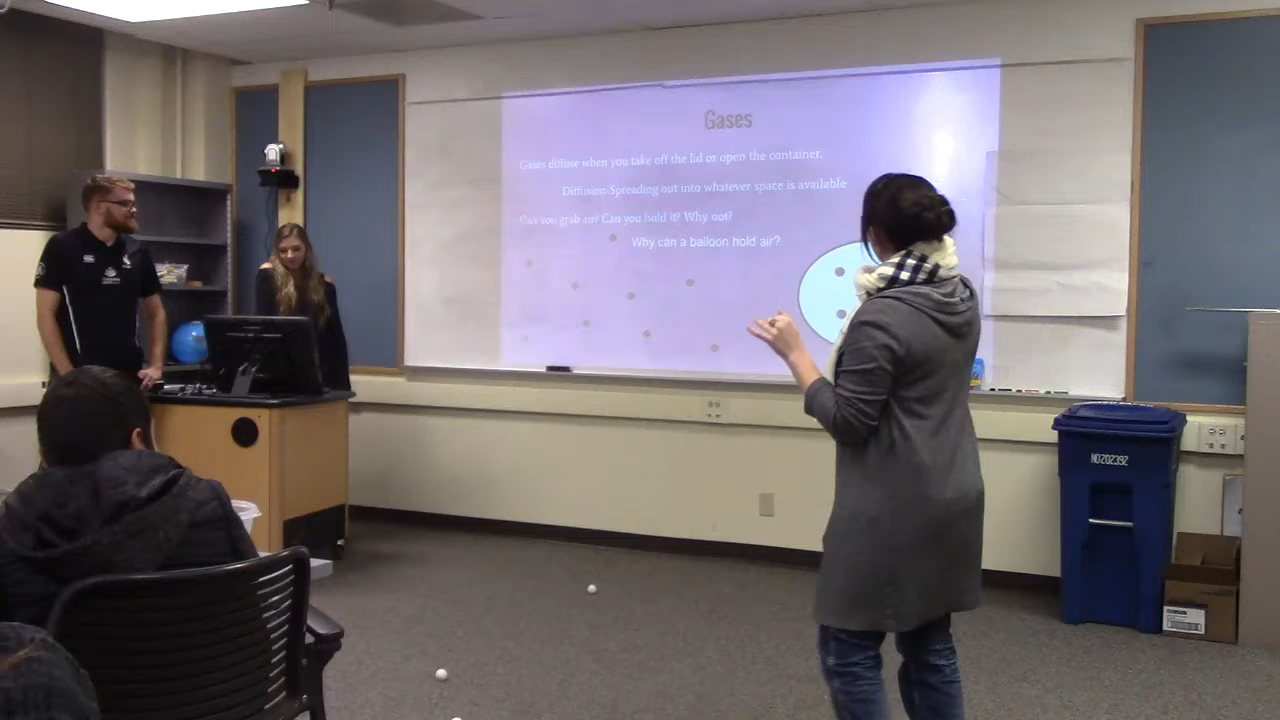 Gases
Gases diffuse when you take off the lid or open the container.
Diffusion-Spreading out into whatever space is available
Can you grab air? Can you hold it? Why not?
Why can a balloon hold air?
NO202392